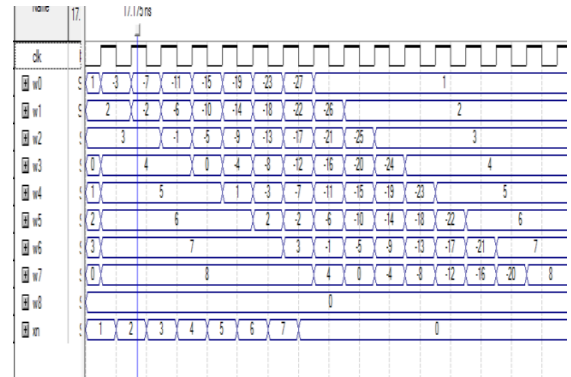 Name 17. 17.175 ns
clk
w0 S 1 -3 -7 -11 -15 -19 -23 -27 1
w1 S 2 -2 -6 -10 -14 -18 -22 -26 2
w2 S 3 -1 -5 -9 -13 -17 -21 -25 3
w3 S 0 4 0 -4 -8 -12 -16 -20 -24 4
w4 S 1 5 1 -3 -7 -11 -15 -19 -23 5
w5 S 2 6 2 -2 -6 -10 -14 -18 -22 6
w6 S 3 7 3 -1 -5 -9 -13 -17 -21 7
w7 S 0 8 4 0 -4 -8 -12 -16 -20 8
w8 S 0
xn S 1 2 3 4 5 6 7 0